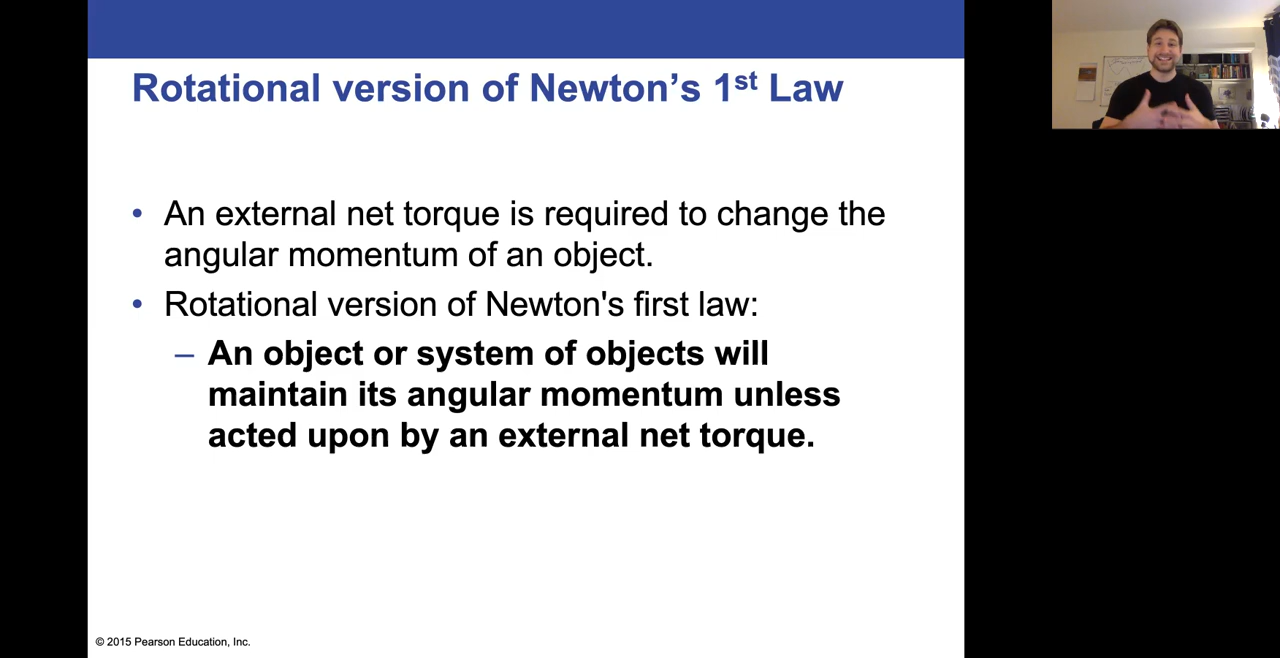 Rotational version of Newton’s 1st Law
• An external net torque is required to change the
angular momentum of an object.
• Rotational version of Newton's first law:
– An object or system of objects will
maintain its angular momentum unless
acted upon by an external net torque.
© 2015 Pearson Education, Inc.